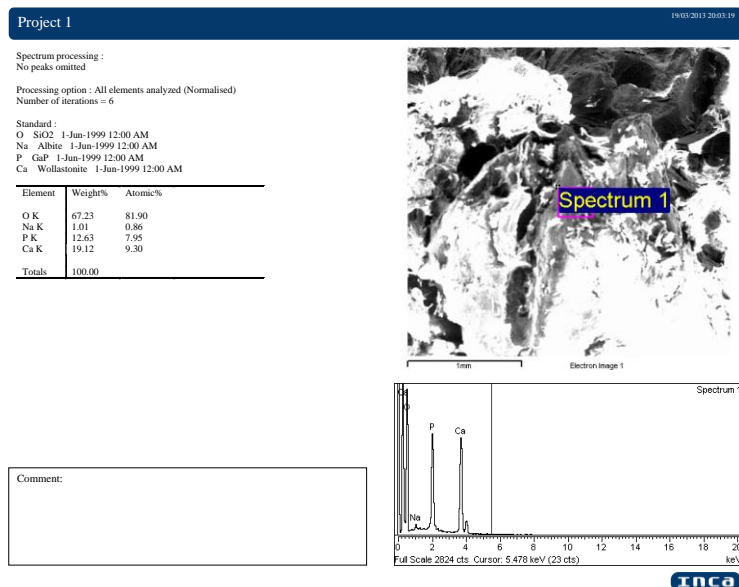 Project 1
19/03/2013 20:03:19
Spectrum processing :
No peaks omitted
Processing option : All elements analyzed (Normalised)
Number of iterations = 6
Standard :
O SiO2 1-Jun-1999 12:00 AM
Na Albite 1-Jun-1999 12:00 AM
P GaP 1-Jun-1999 12:00 AM
Ca Wollastonite 1-Jun-1999 12:00 AM
Element Weight% Atomic%
O K 67.23 81.90
Na K 1.01 0.86
P K 12.63 7.95
Ca K 19.12 9.30
Totals 100.00
Spectrum 1
1mm Electron Image 1
Spectrum 1
Ca
O
P
Ca
Na
0 2 4 6 8 10 12 14 16 18 20
Full Scale 2824 cts Cursor: 5.478 keV (23 cts) keV
Comment:
INCA